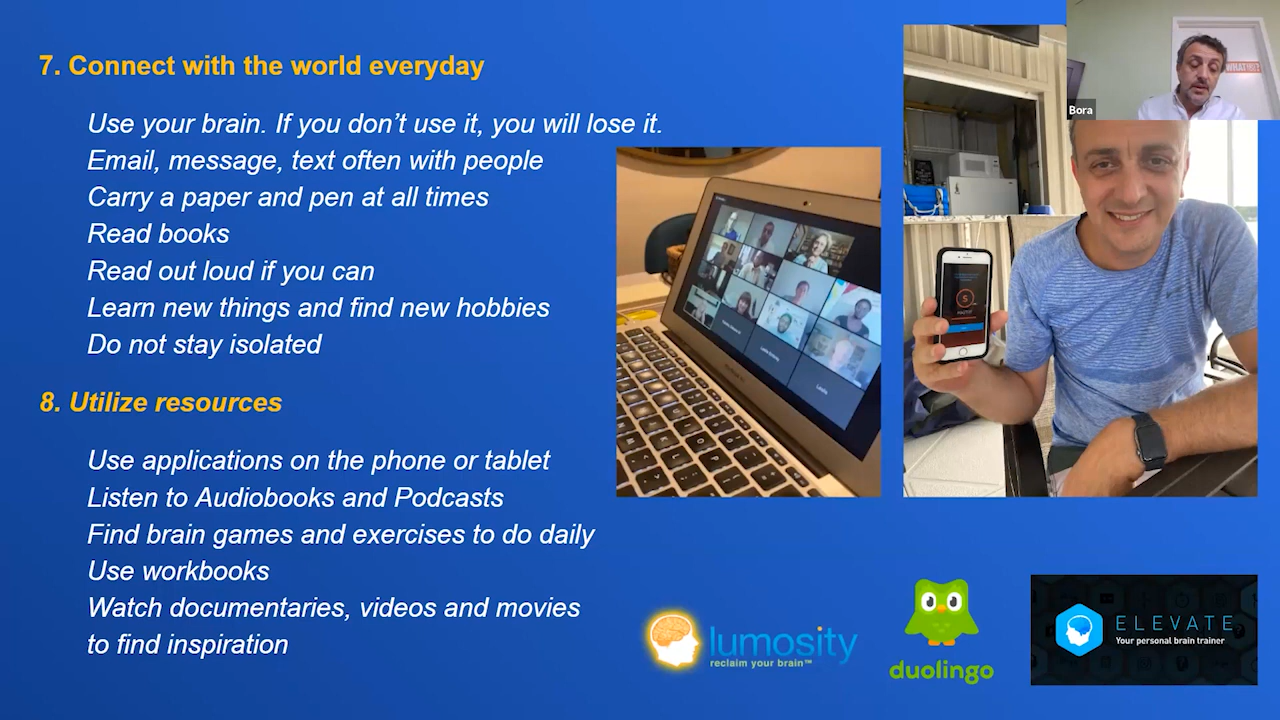 7. Connect with the world everyday
Use your brain. If you don't use it, you will lose it.
Email, message, text often with people
Carry a paper and pen at all times
Read books
Read out loud if you can
Learn new things and find new hobbies
Do not stay isolated
8. Utilize resources
Use applications on the phone or tablet
Listen to Audiobooks and Podcasts
Find brain games and exercises to do daily
Use workbooks
Watch documentaries, videos and movies
to find inspiration
Bora
lumosity
reclaim your brain™
duolingo
ELEVATE
Your personal brain trainer